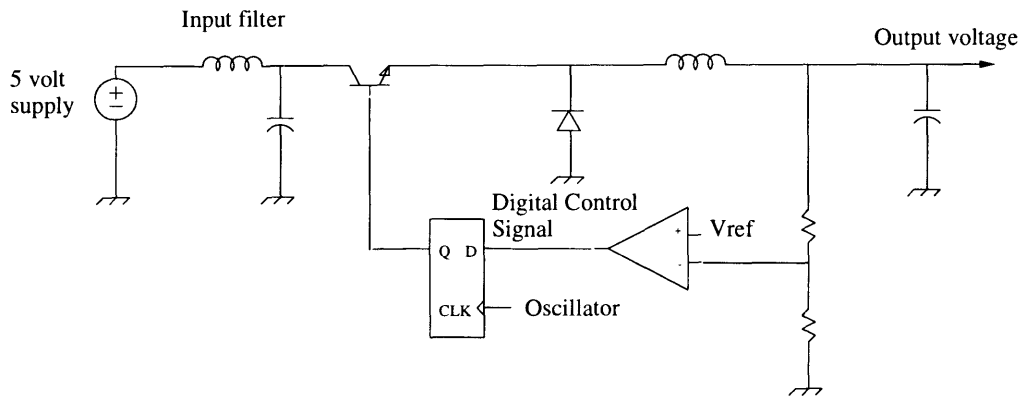 Input filter
Output voltage
5 volt
supply
+
−
Digital Control
Signal
Q D
+
Vref
-
CLK
Oscillator